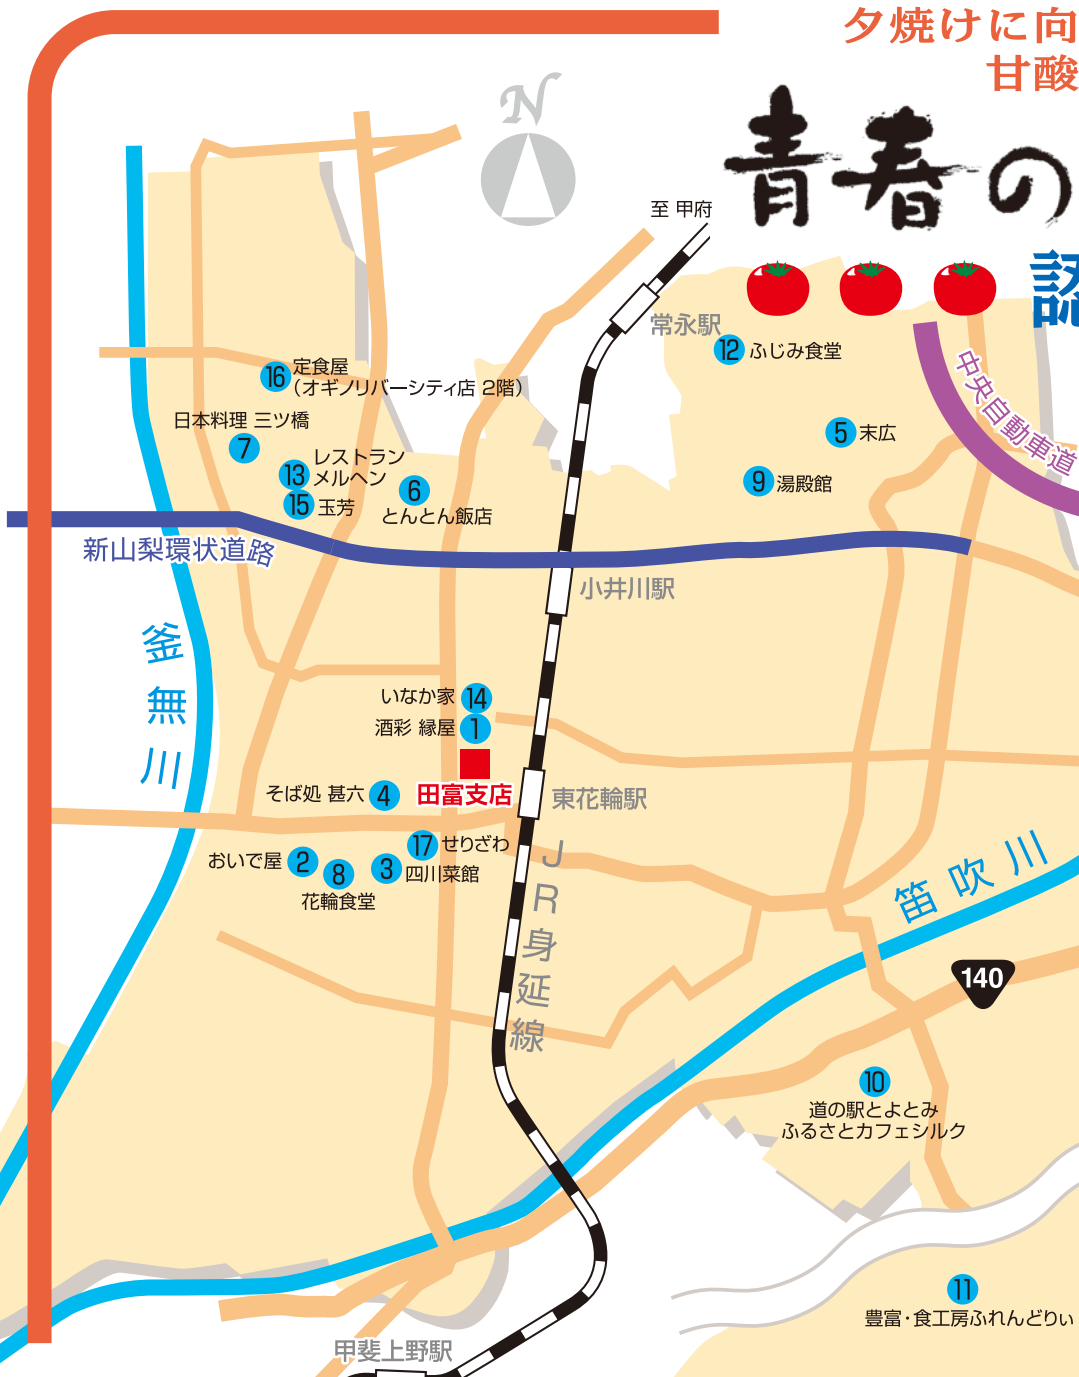 夕焼けに向
甘酸
青春の
認
N
至 甲府
常永駅
12 ふじみ食堂
中央自動車道
16 定食屋
（オギノリバーシティ店 2階）
日本料理 三ツ橋
7
5 末広
13 レストラン
メルヘン
9 湯殿館
6
とんとん飯店
15 玉芳
新山梨環状道路
小井川駅
釜無川
いなか家 14
酒彩 縁屋 1
田富支店
そば処 甚六 4
東花輪駅
17 せりざわ
おいで屋 2
8
花輪食堂
3 四川菜館
JR身延線
笛吹川
140
10
道の駅とよとみ
ふるさとカフェシルク
11
豊富・食工房ふれんどりぃ
甲斐上野駅